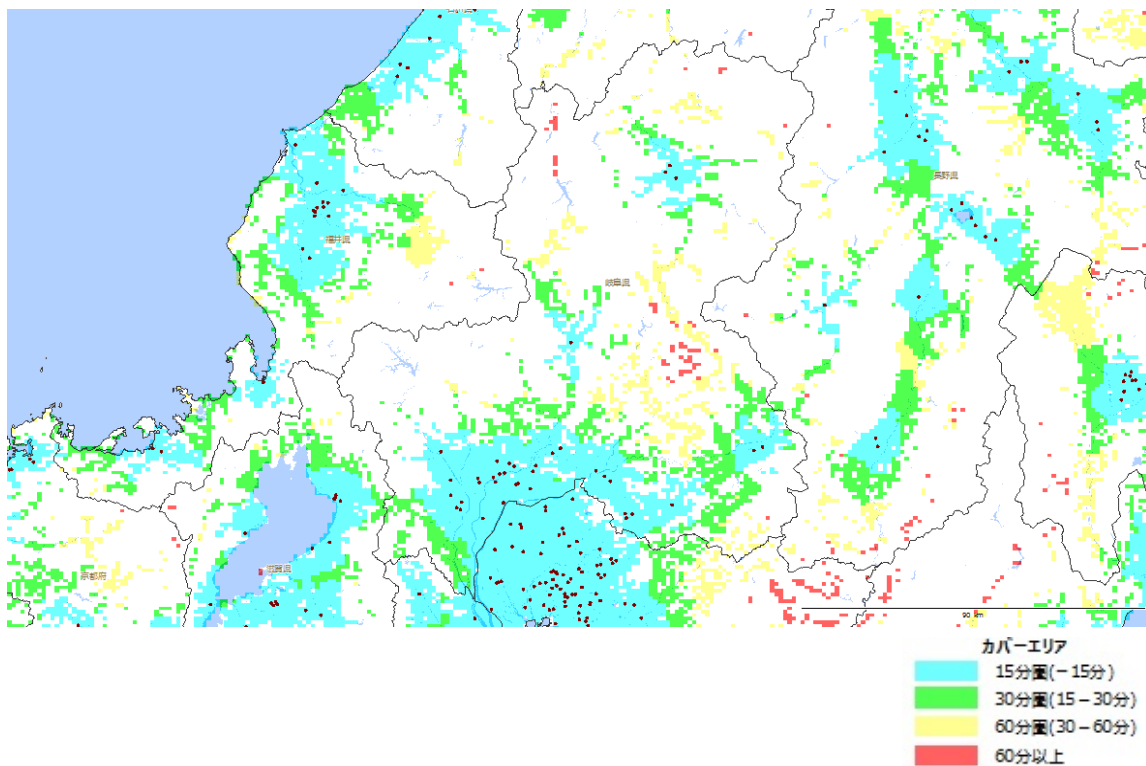 長野県
福井県
岐阜県
滋賀県
京都府
90 km
カバーエリア
15分圏(－15分)
30分圏(15－30分)
60分圏(30－60分)
60分以上